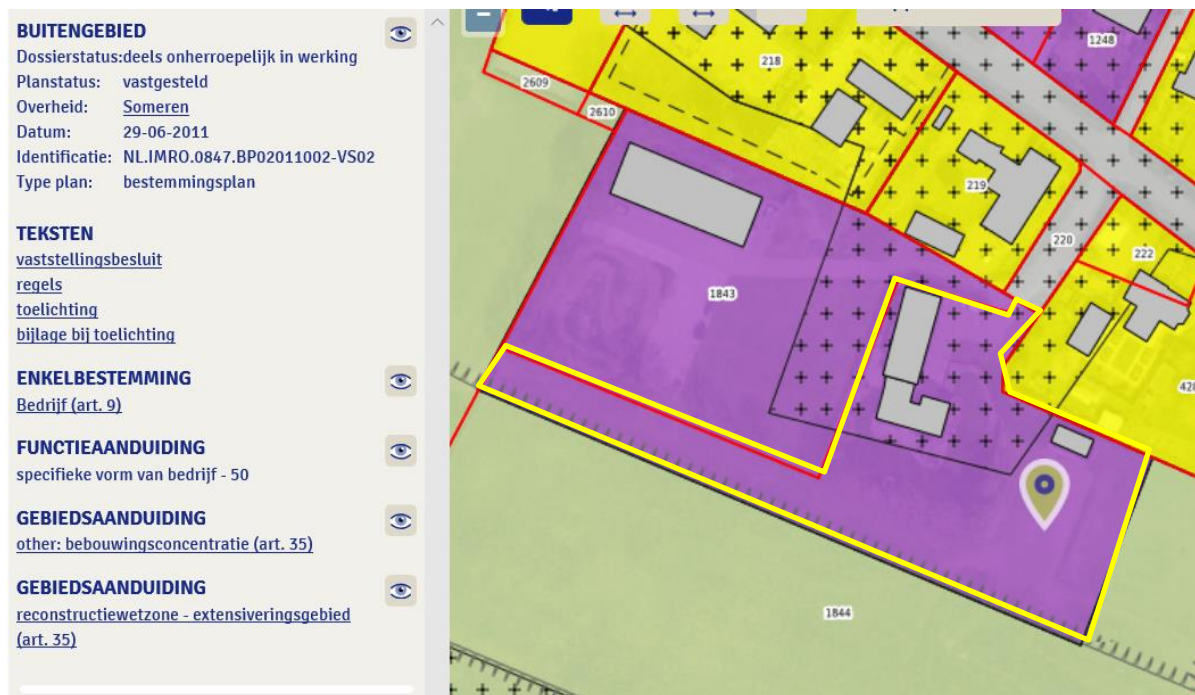 BUITENGEBIED
Dossierstatus:deels onherroepelijk in werking
Planstatus: vastgesteld
Overheid: Someren
Datum: 29-06-2011
Identificatie: NL.IMRO.0847.BP02011002-VS02
Type plan: bestemmingsplan
TEKSTEN
vaststellingsbesluit
regels
toelichting
bijlage bij toelichting
ENKELBESTEMMING
Bedrijf (art. 9)
FUNCTIEAANDUIDING
specifieke vorm van bedrijf - 50
GEBIEDSAANDUIDING
other: bebouwingsconcentratie (art. 35)
GEBIEDSAANDUIDING
reconstructiewetzone - extensiveringsgebied
(art. 35)
1248
218
2609
2610
219
220
222
1843
1844